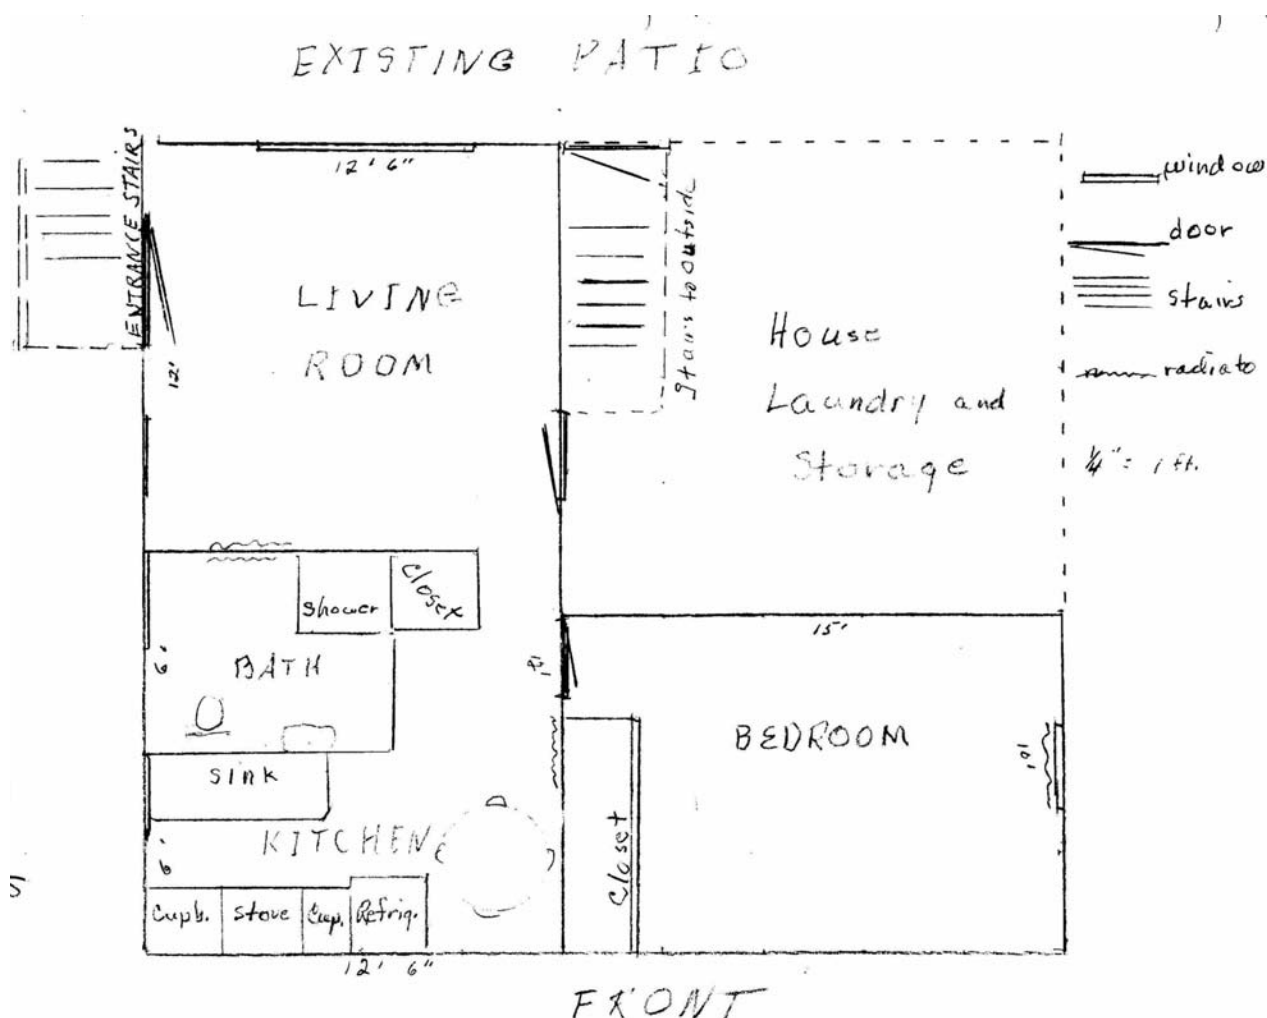 EXISTING PATIO
12' 6"
ENTRANCE STAIRS
window
door
stairs
radiato
1/4" = 1 ft.
LIVING
ROOM
12'
Stairs to Outside
House
Laundry and
Storage
Shower
Closet
BATH
6'
12'
15'
BEDROOM
10'
Sink
KITCHEN
6'
Closet
Cupb.
Stove
Cup.
Refrig.
12' 6"
FRONT